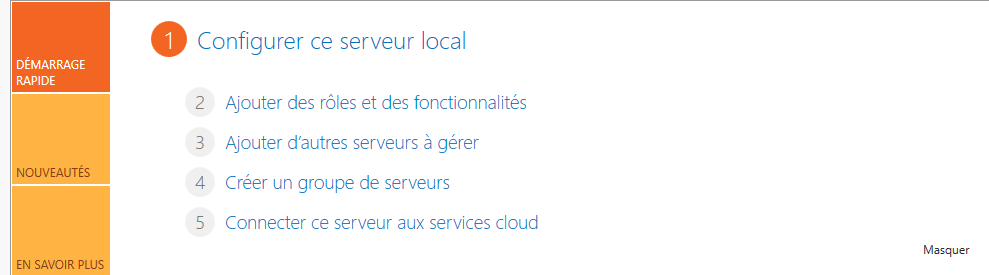 1 Configurer ce serveur local
DÉMARRAGE
RAPIDE
2 Ajouter des rôles et des fonctionnalités
3 Ajouter d’autres serveurs à gérer
NOUVEAUTÉS
4 Créer un groupe de serveurs
5 Connecter ce serveur aux services cloud
Masquer
EN SAVOIR PLUS